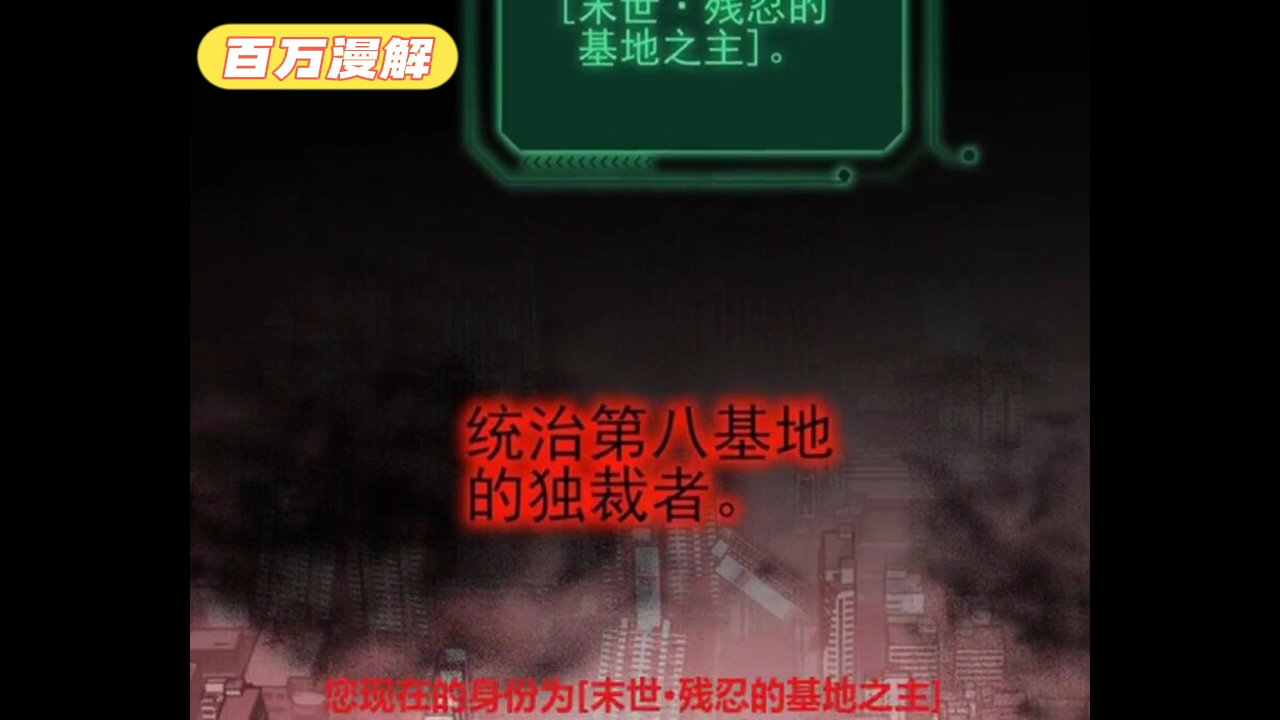 百万漫解
[末世·残忍的
基地之主]。
统治第八基地
的独裁者。
您现在的身份为[末世•残忍的基地之主]